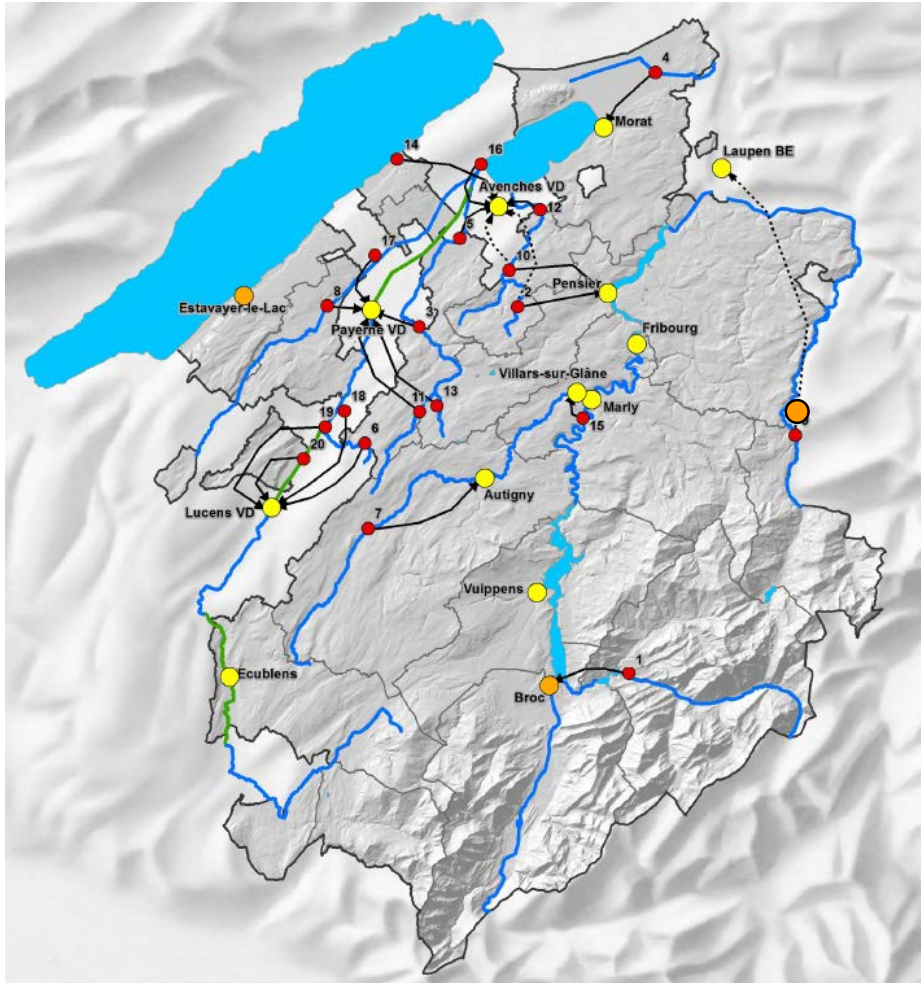 4
Morat
14
16
Laupen BE
Avenches VD
12
5
17
10
Pensier
Estavayer-le-Lac
8
2
Payerne VD
3
Fribourg
Villars-sur-Glâne
13
18
11
Marly
19
15
6
20
Autigny
Lucens VD
7
Vuippens
1
Ecublens
Broc